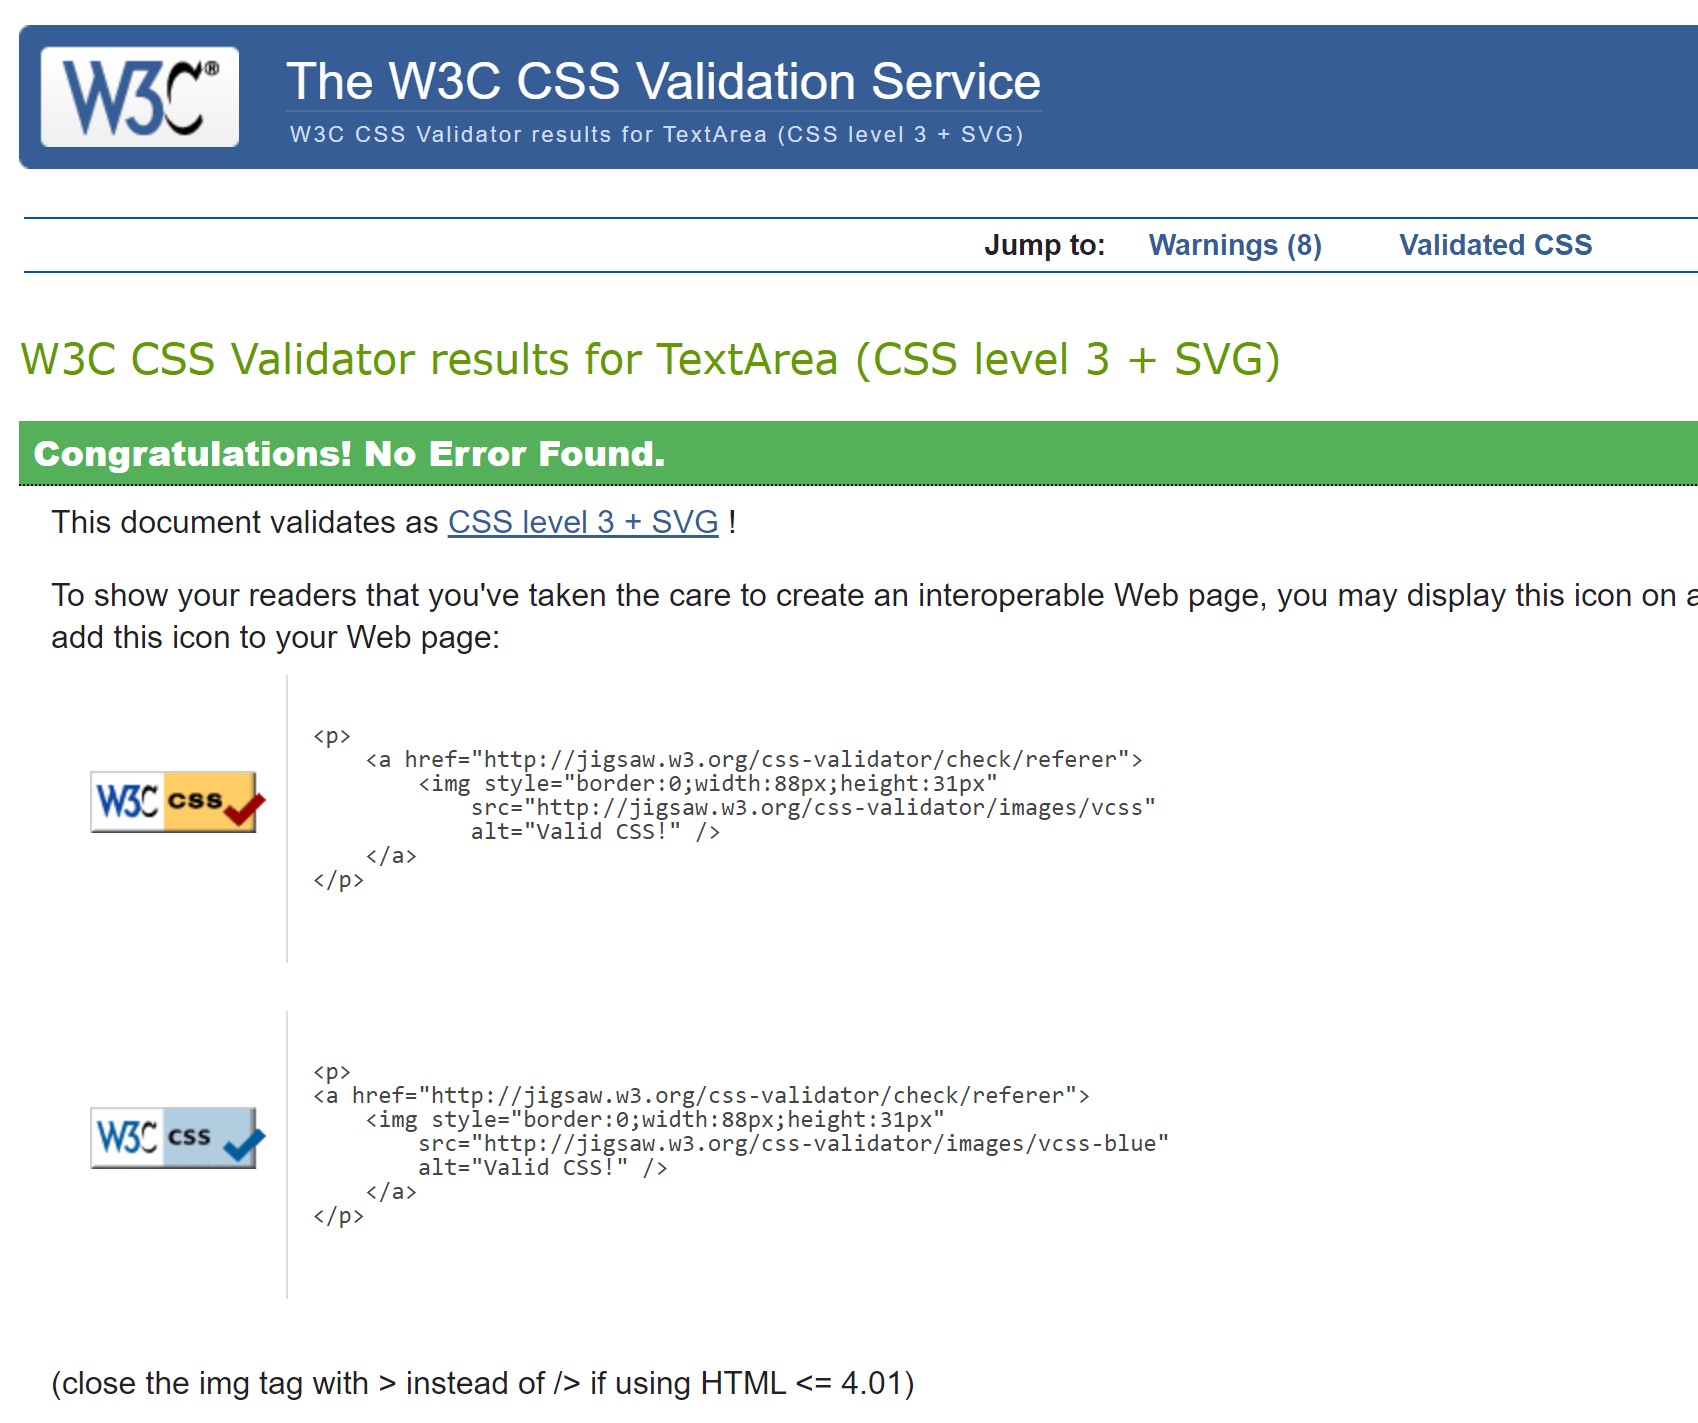 W3C®
The W3C CSS Validation Service
W3C CSS Validator results for TextArea (CSS level 3 + SVG)
Jump to: Warnings (8) Validated CSS
W3C CSS Validator results for TextArea (CSS level 3 + SVG)
Congratulations! No Error Found.
This document validates as CSS level 3 + SVG !
To show your readers that you've taken the care to create an interoperable Web page, you may display this icon on a
add this icon to your Web page:
W3C css
<p>
    <a href="http://jigsaw.w3.org/css-validator/check/referer">
        <img style="border:0;width:88px;height:31px"
            src="http://jigsaw.w3.org/css-validator/images/vcss"
            alt="Valid CSS!" />
    </a>
</p>
W3C css
<p>
<a href="http://jigsaw.w3.org/css-validator/check/referer">
    <img style="border:0;width:88px;height:31px"
        src="http://jigsaw.w3.org/css-validator/images/vcss-blue"
        alt="Valid CSS!" />
    </a>
</p>
(close the img tag with > instead of /> if using HTML <= 4.01)